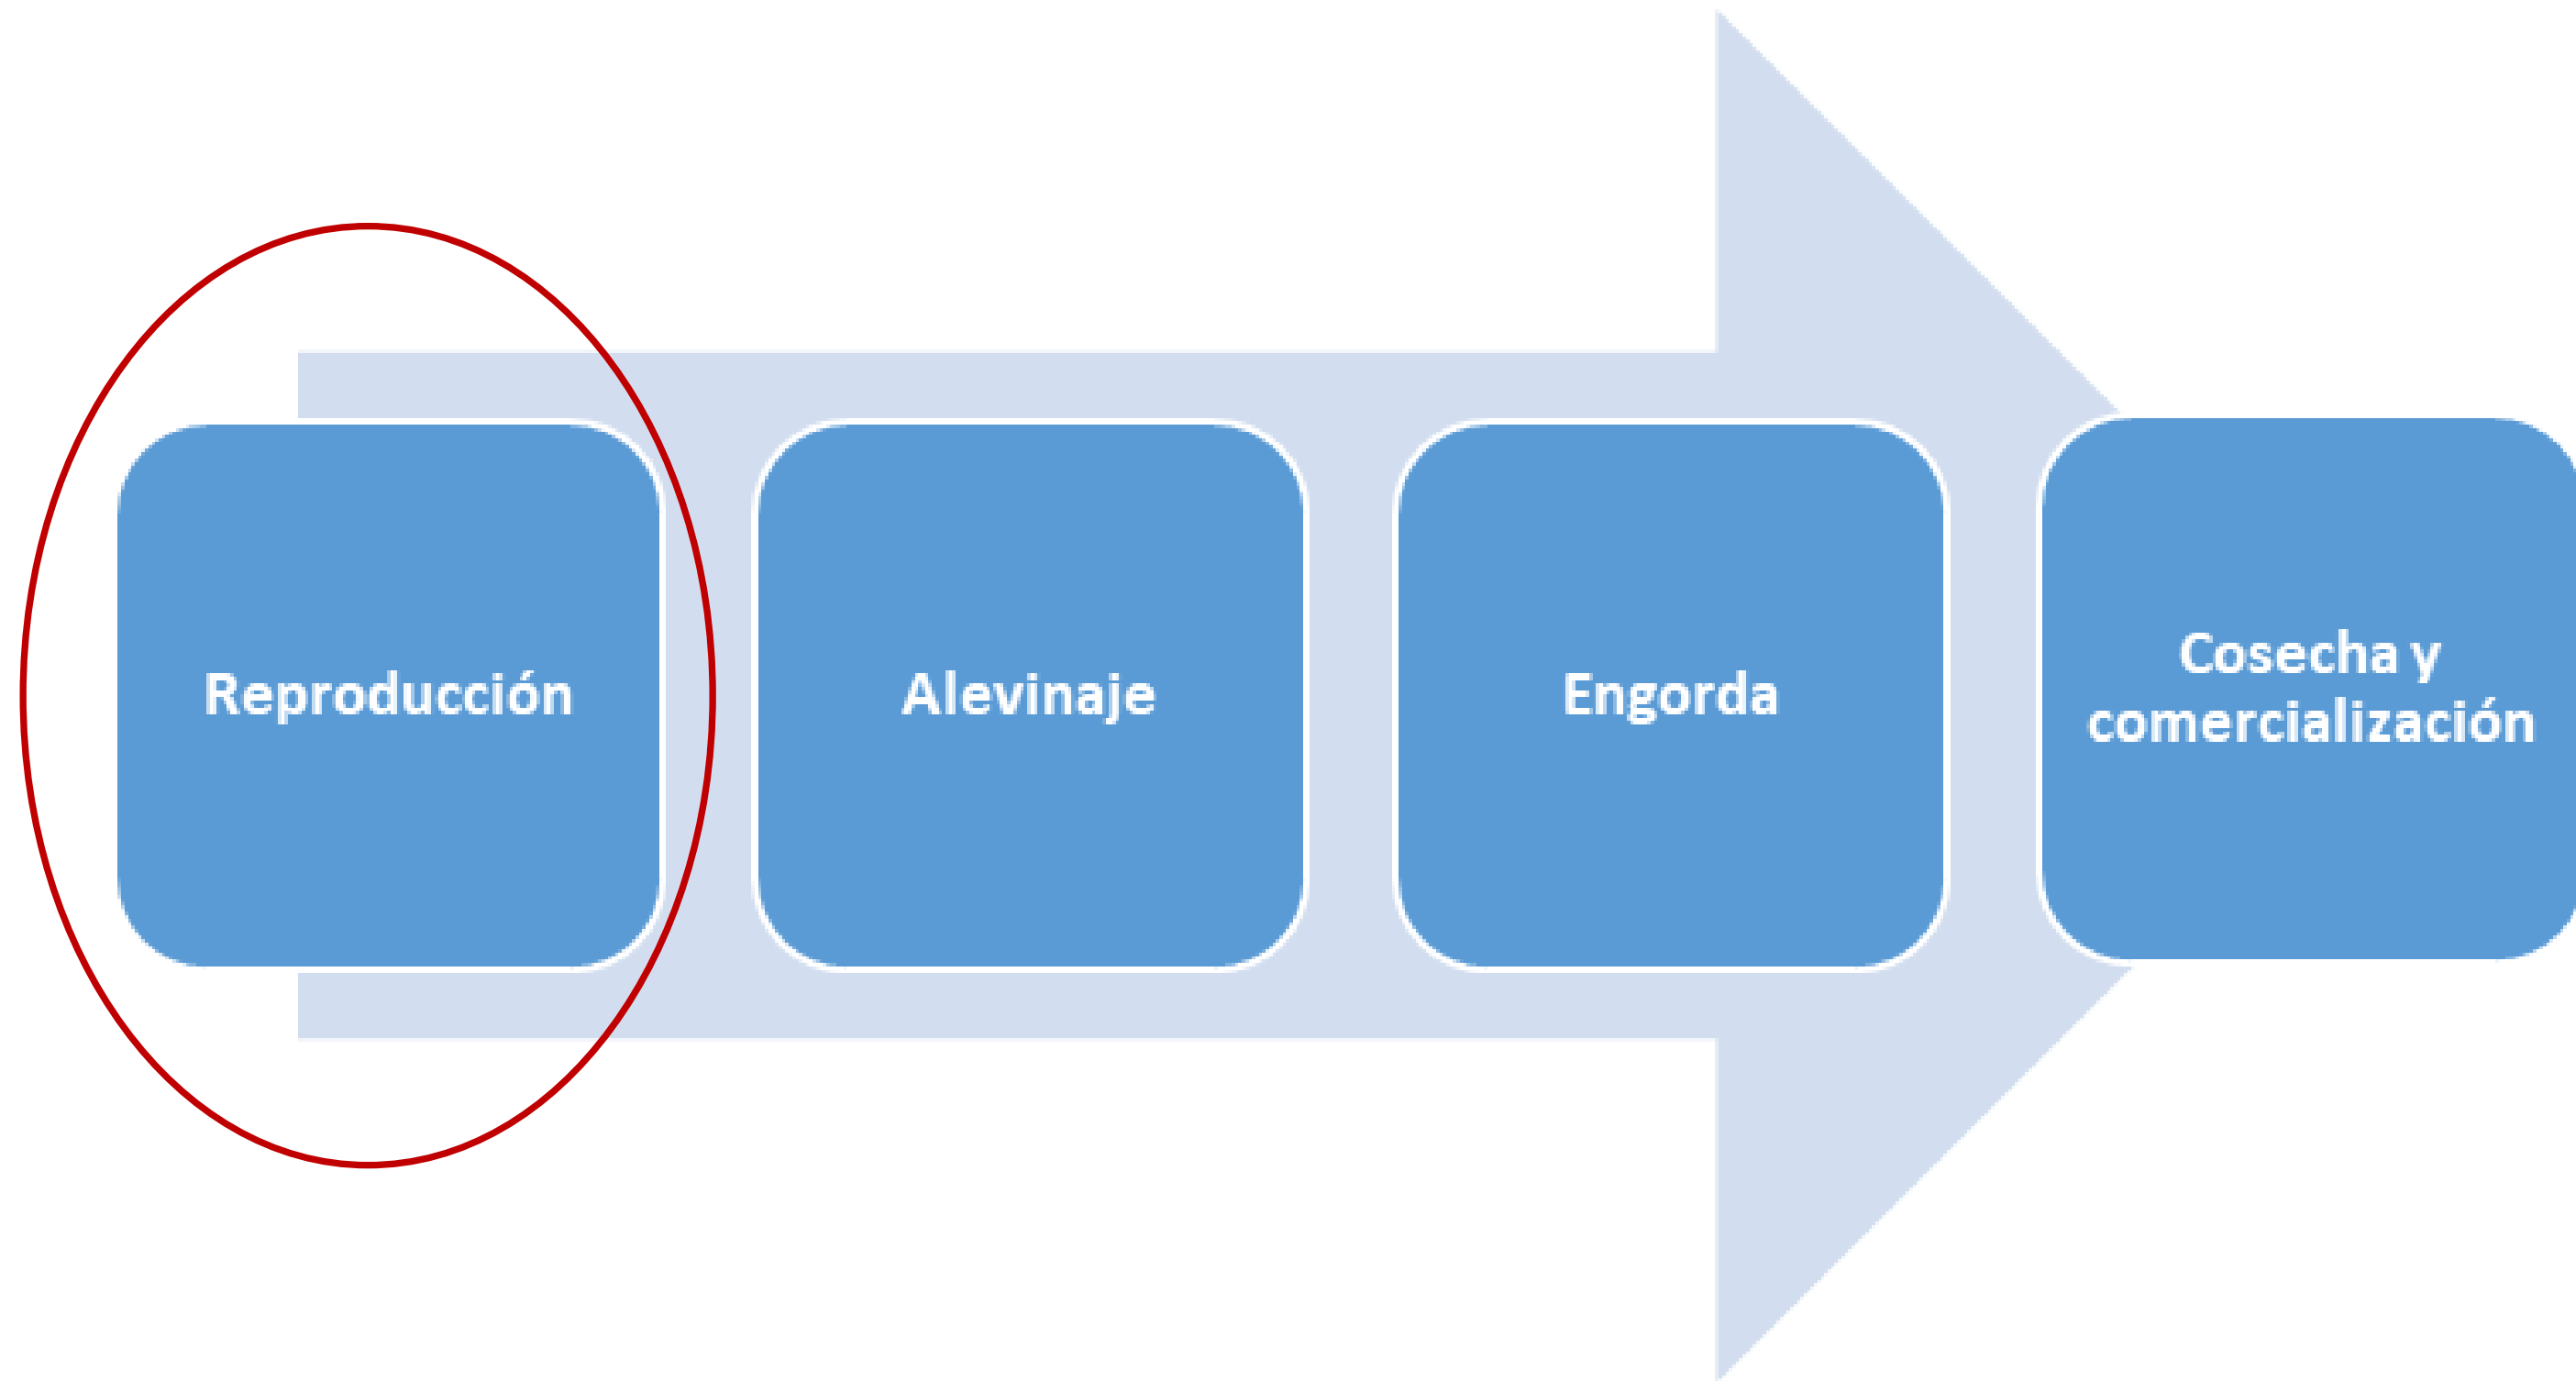 Reproducción
Alevinaje
Engorda
Cosecha y
comercialización